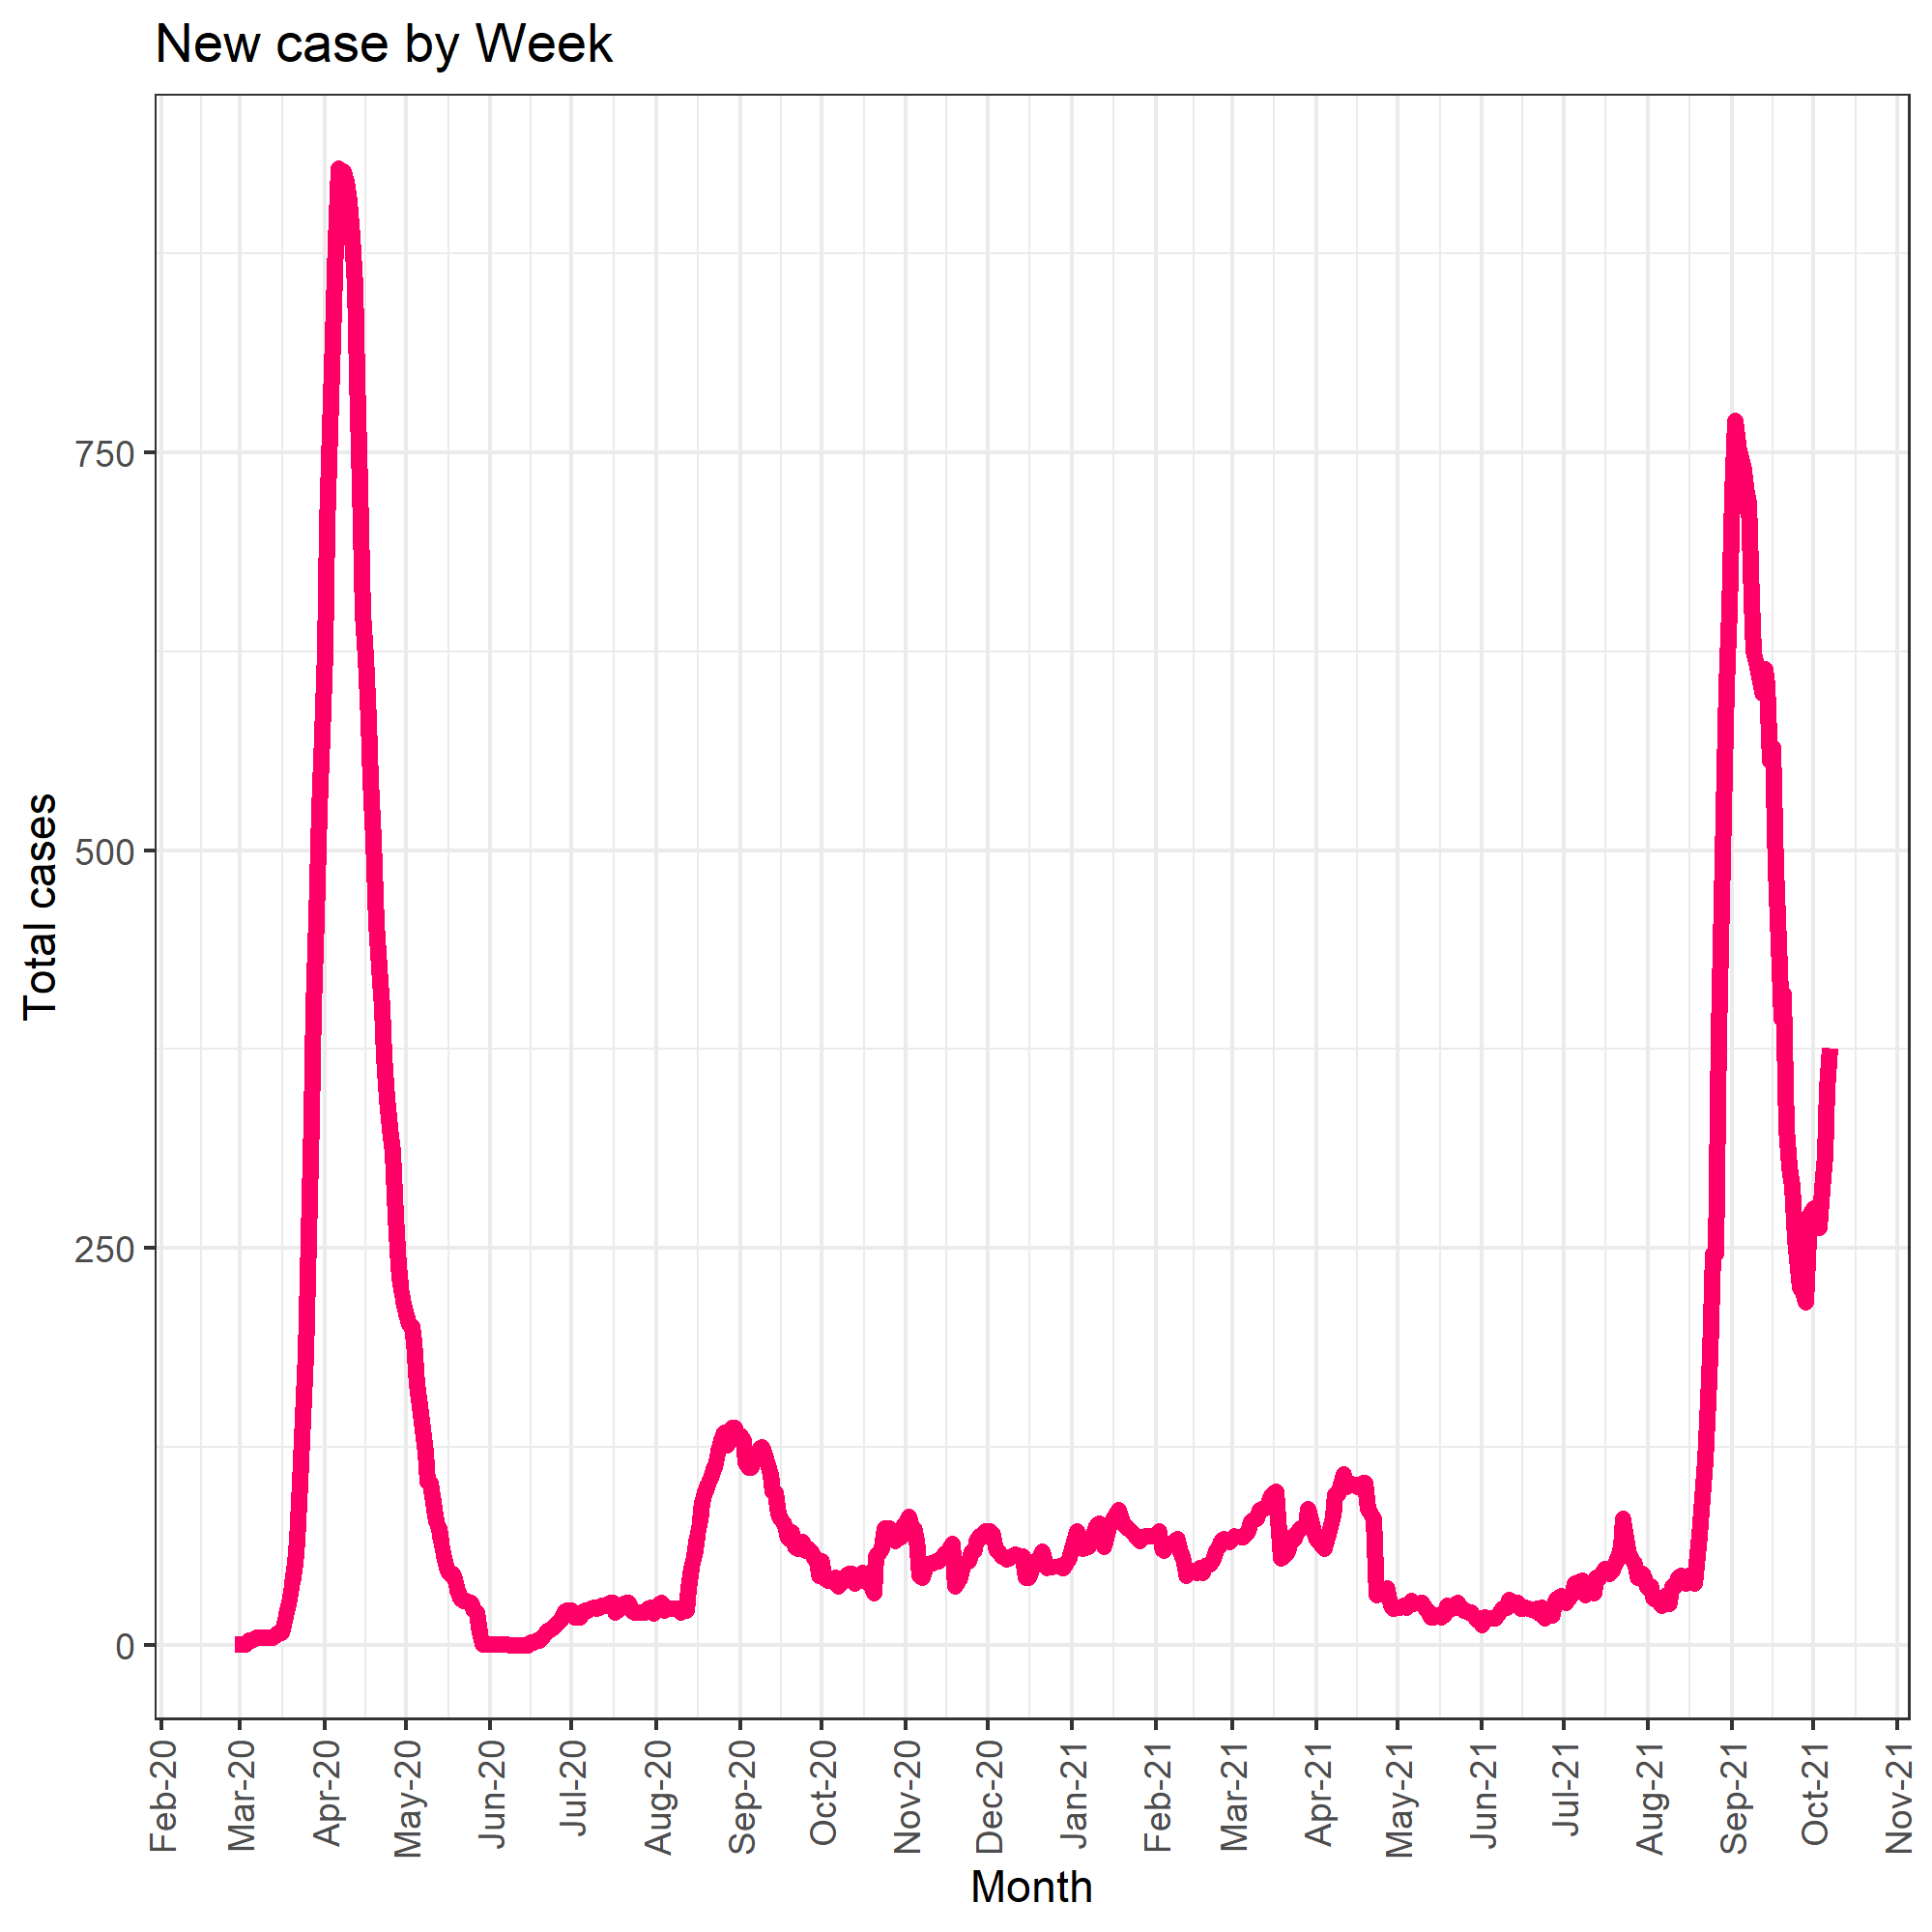 New case by Week
Total cases
750
500
250
0
Feb-20
Mar-20
Apr-20
May-20
Jun-20
Jul-20
Aug-20
Sep-20
Oct-20
Nov-20
Dec-20
Jan-21
Feb-21
Mar-21
Apr-21
May-21
Jun-21
Jul-21
Aug-21
Sep-21
Oct-21
Nov-21
Month